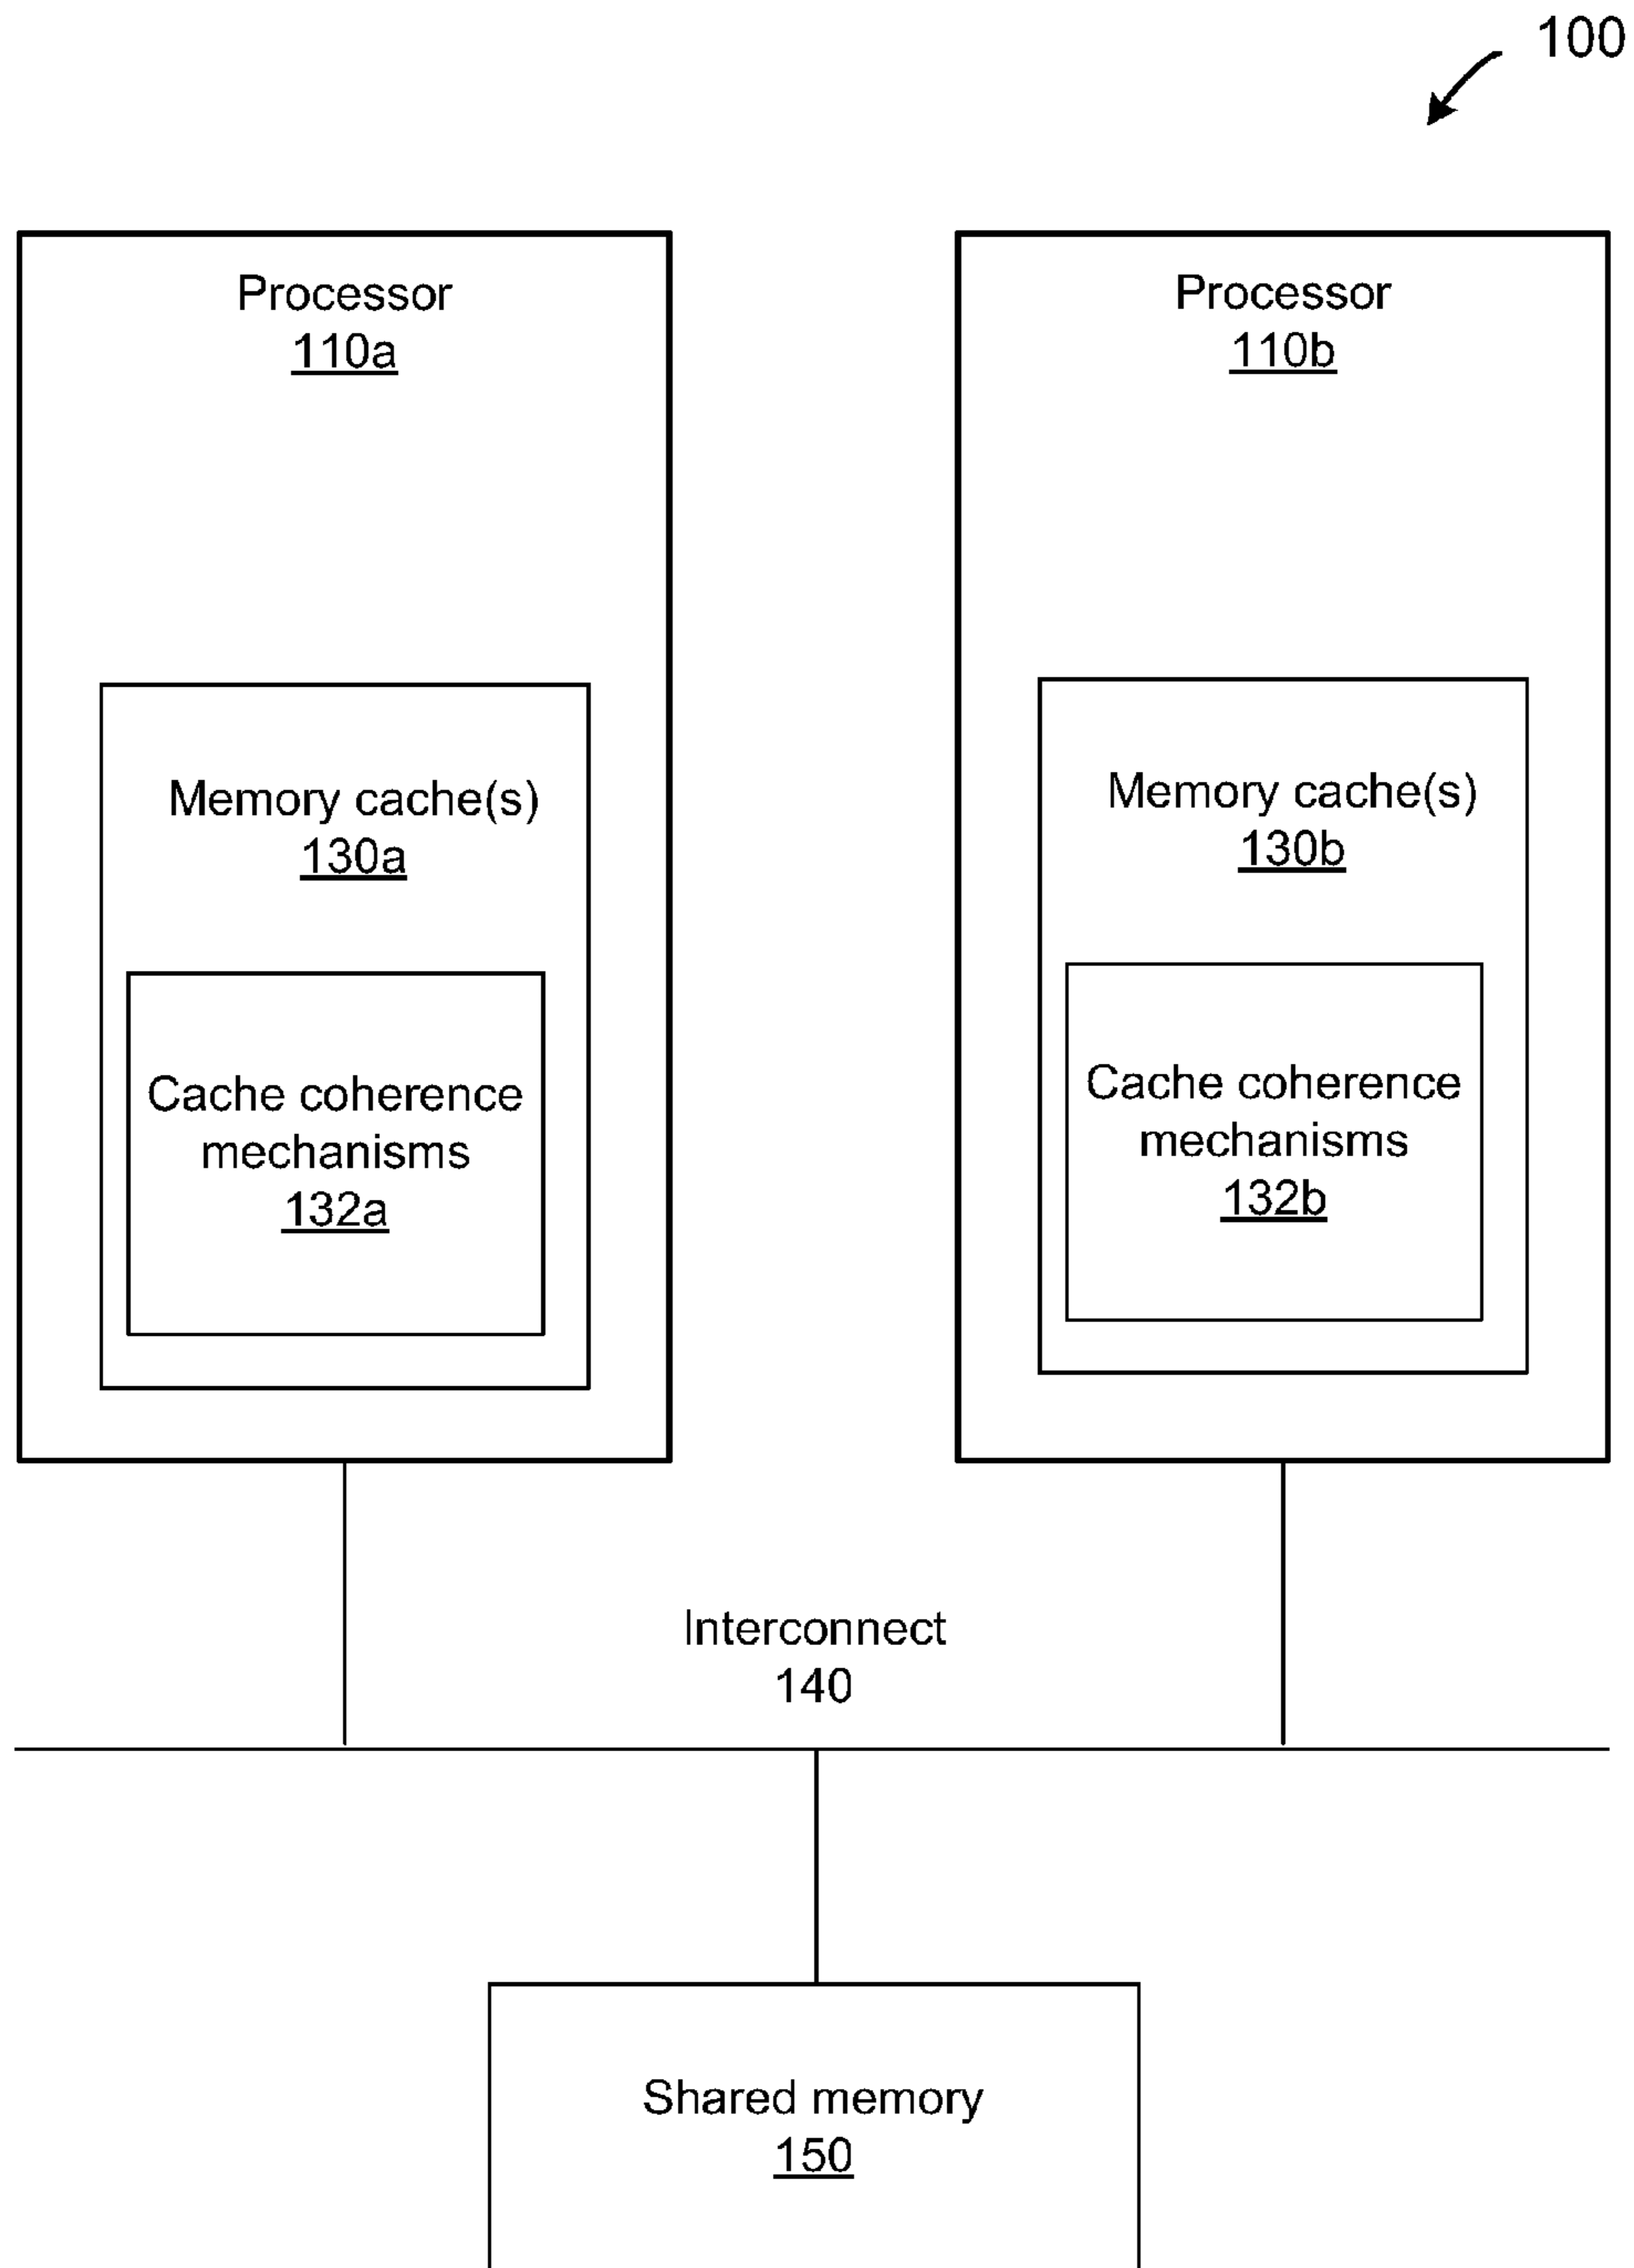 100
Processor
110a
Processor
110b
Memory cache(s)
130a
Memory cache(s)
130b
Cache coherence
mechanisms
132a
Cache coherence
mechanisms
132b
Interconnect
140
Shared memory
150